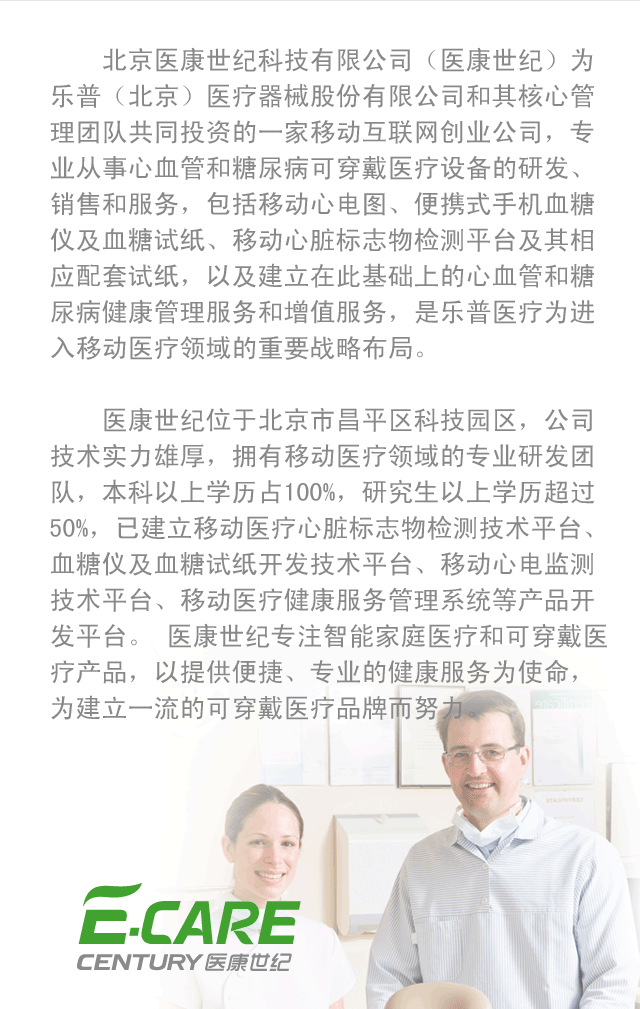 北京医康世纪科技有限公司（医康世纪）为
乐普（北京）医疗器械股份有限公司和其核心管
理团队共同投资的一家移动互联网创业公司，专
业从事心血管和糖尿病可穿戴医疗设备的研发、
销售和服务，包括移动心电图、便携式手机血糖
仪及血糖试纸、移动心脏标志物检测平台及其相
应配套试纸，以及建立在此基础上的心血管和糖
尿病健康管理服务和增值服务，是乐普医疗为进
入移动医疗领域的重要战略布局。
医康世纪位于北京市昌平区科技园区，公司
技术实力雄厚，拥有移动医疗领域的专业研发团
队，本科以上学历占100%，研究生以上学历超过
50%，已建立移动医疗心脏标志物检测技术平台、
血糖仪及血糖试纸开发技术平台、移动心电监测
技术平台、移动医疗健康服务管理系统等产品开
发平台。 医康世纪专注智能家庭医疗和可穿戴医
疗产品，以提供便捷、专业的健康服务为使命，
为建立一流的可穿戴医疗品牌而努力
E-CARE
CENTURY 医康世纪